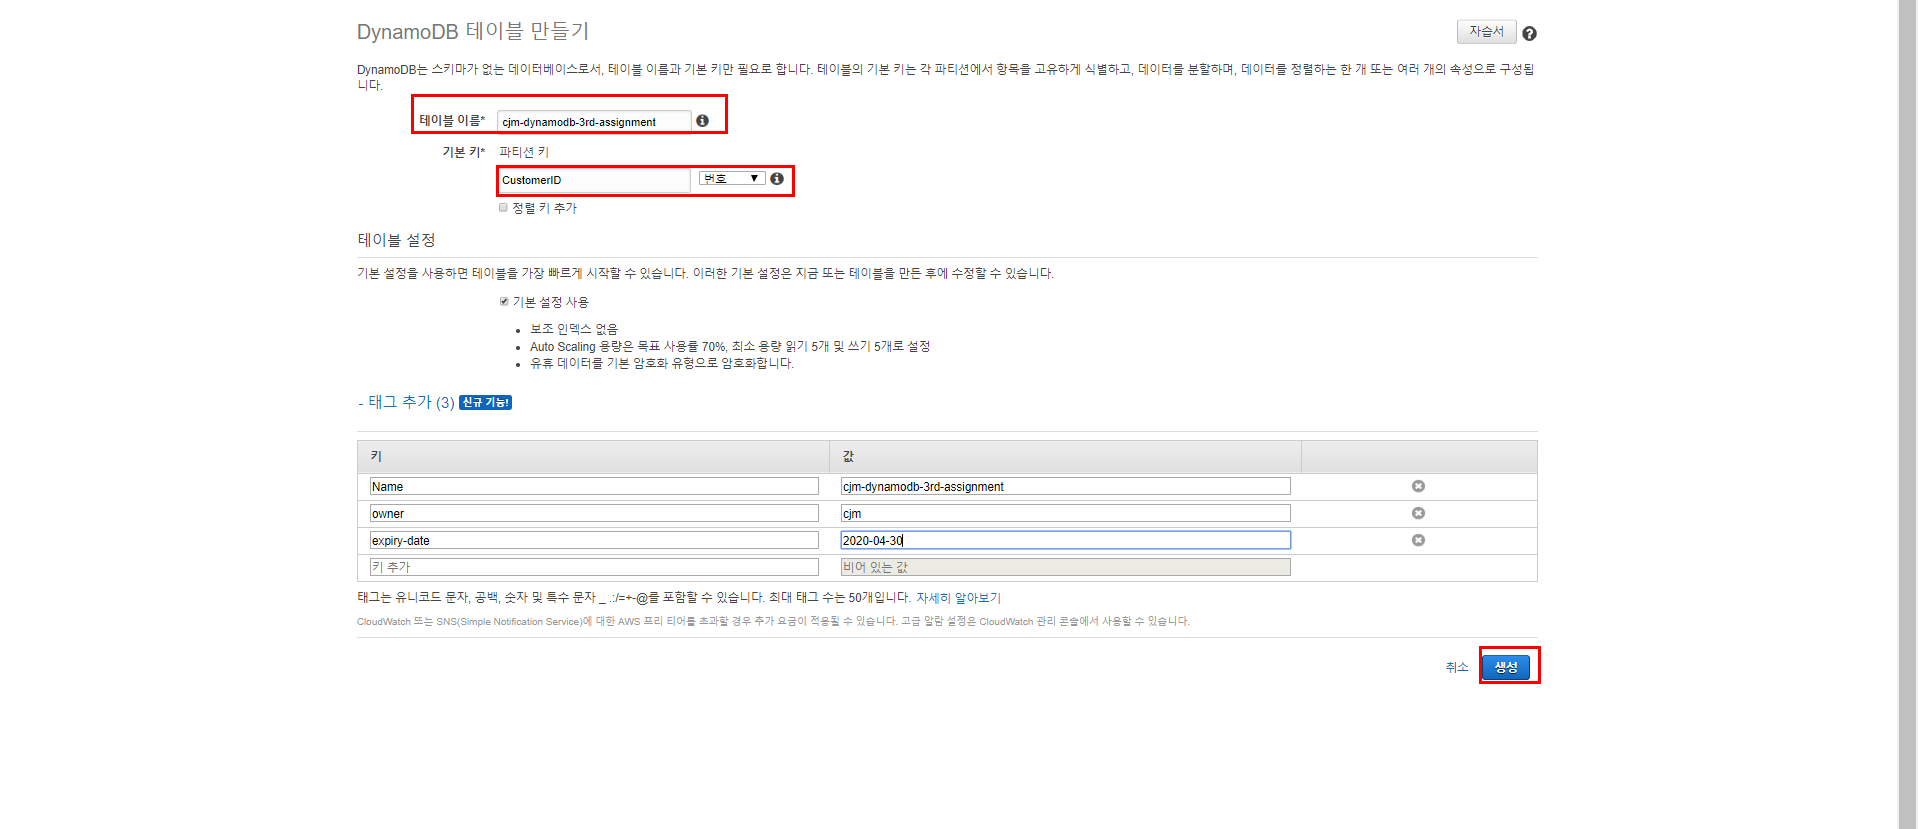 DynamoDB 테이블 만들기
자습서
DynamoDB는 스키마가 없는 데이터베이스로서, 테이블 이름과 기본 키만 필요로 합니다. 테이블의 기본 키는 각 파티션에서 항목을 고유하게 식별하고, 데이터를 분할하며, 데이터를 정렬하는 한 개 또는 여러 개의 속성으로 구성됩
니다.
테이블 이름* cjm-dynamodb-3rd-assignment
기본 키* 파티션 키
CustomerID 번호
정렬 키 추가
테이블 설정
기본 설정을 사용하면 테이블을 가장 빠르게 시작할 수 있습니다. 이러한 기본 설정은 지금 또는 테이블을 만든 후에 수정할 수 있습니다.
기본 설정 사용
• 보조 인덱스 없음
• Auto Scaling 용량은 목표 사용률 70%, 최소 용량 읽기 5개 및 쓰기 5개로 설정
• 유휴 데이터를 기본 암호화 유형으로 암호화합니다.
- 태그 추가 (3) 신규 기능!
키 값
Name cjm-dynamodb-3rd-assignment
owner cjm
expiry-date 2020-04-30
키 추가 비어 있는 값
태그는 유니코드 문자, 공백, 숫자 및 특수 문자 _ .:/=+-@를 포함할 수 있습니다. 최대 태그 수는 50개입니다. 자세히 알아보기
CloudWatch 또는 SNS(Simple Notification Service)에 대한 AWS 프리 티어를 초과할 경우 추가 요금이 적용될 수 있습니다. 고급 알람 설정은 CloudWatch 관리 콘솔에서 사용할 수 있습니다.
취소 생성